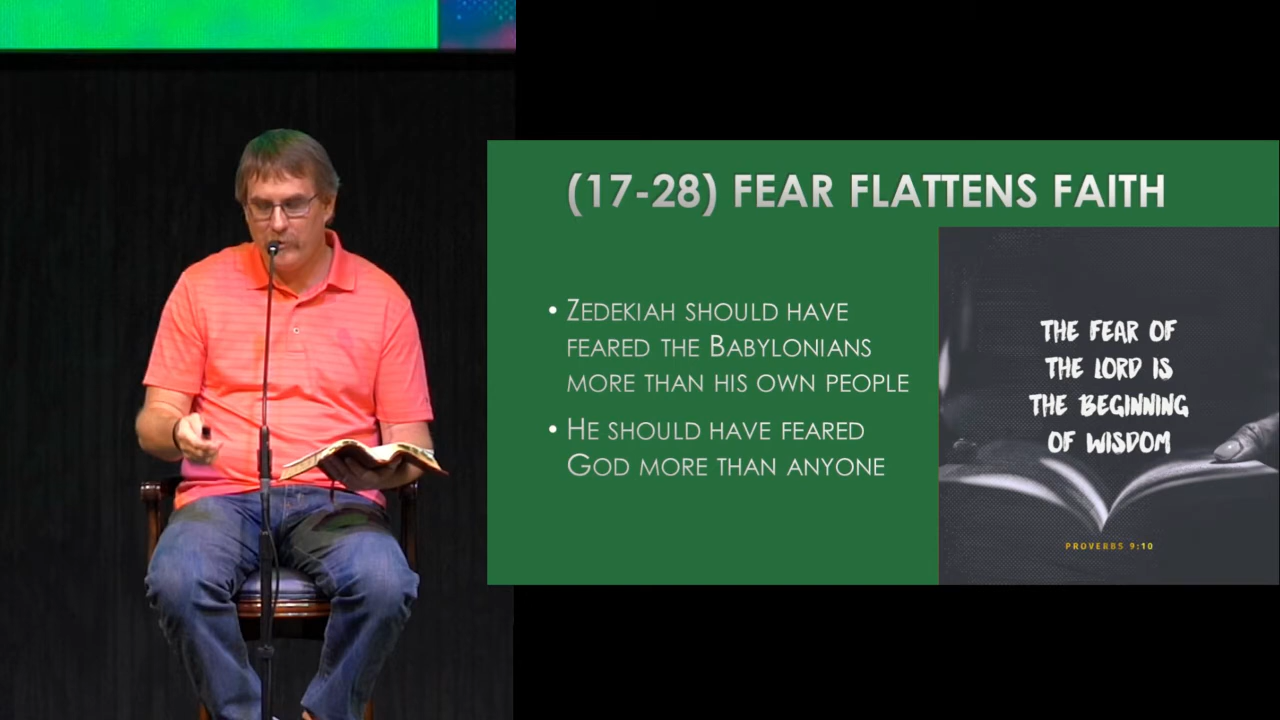 (17-28) FEAR FLATTENS FAITH
• ZEDEKIAH SHOULD HAVE
FEARED THE BABYLONIANS
MORE THAN HIS OWN PEOPLE
• HE SHOULD HAVE FEARED
GOD MORE THAN ANYONE
THE FEAR OF
THE LORD IS
THE BEGINNING
OF WISDOM
PROVERBS 9:10